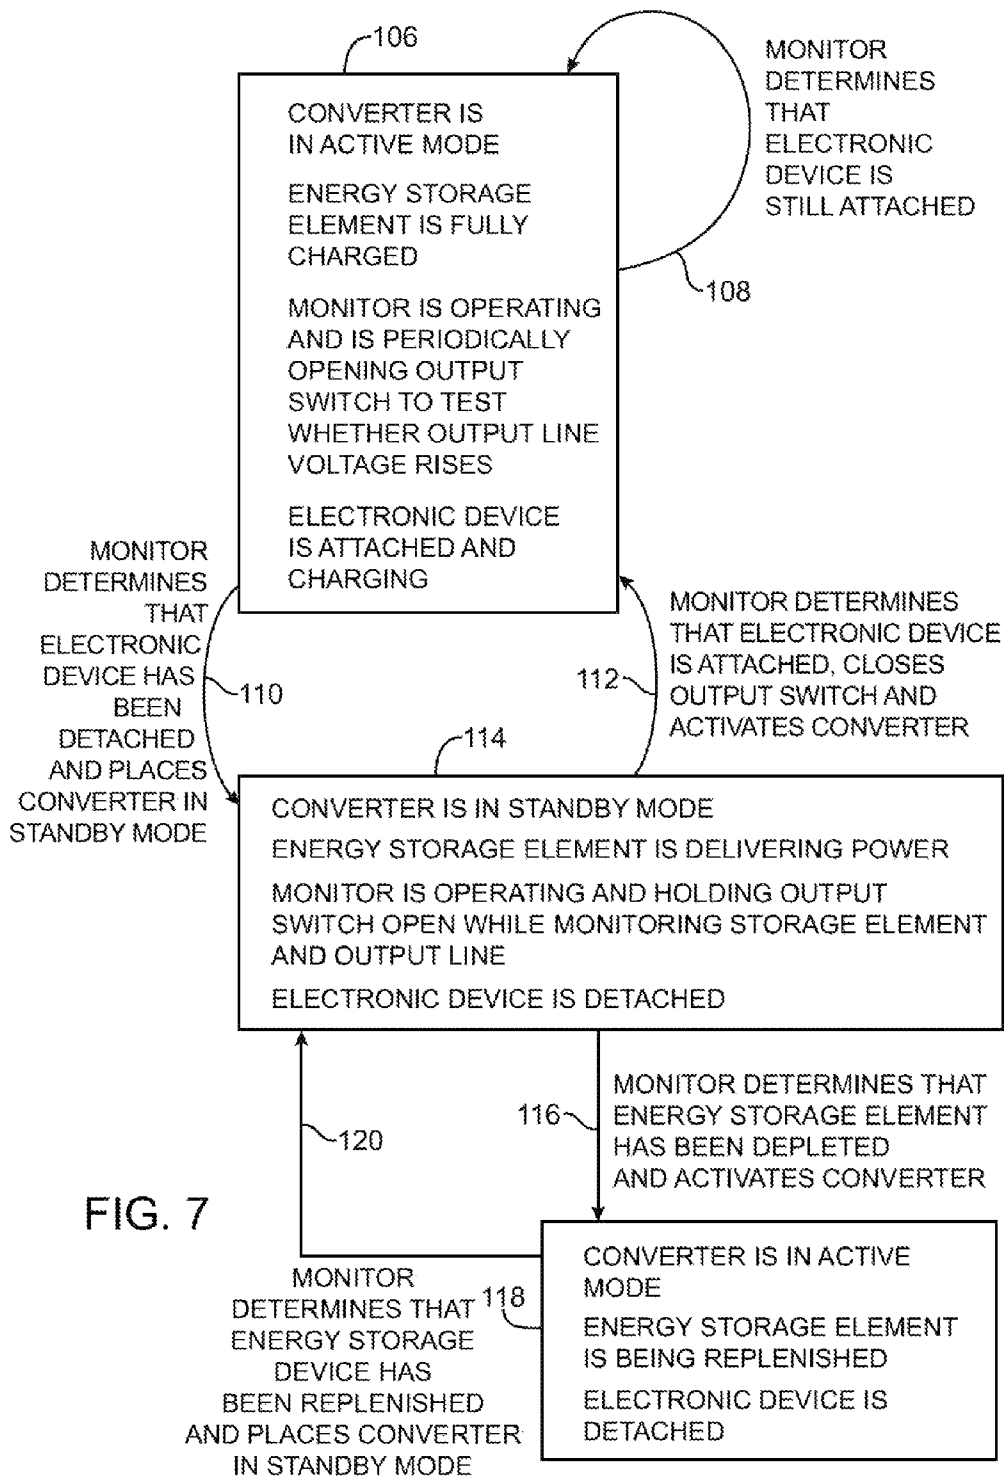 106
CONVERTER IS
IN ACTIVE MODE
ENERGY STORAGE
ELEMENT IS FULLY
CHARGED
MONITOR IS OPERATING
AND IS PERIODICALLY
OPENING OUTPUT
SWITCH TO TEST
WHETHER OUTPUT LINE
VOLTAGE RISES
ELECTRONIC DEVICE
IS ATTACHED AND
CHARGING
MONITOR
DETERMINES
THAT
ELECTRONIC
DEVICE IS
STILL ATTACHED
108
MONITOR
DETERMINES
THAT
ELECTRONIC
DEVICE HAS
BEEN
DETACHED
AND PLACES
CONVERTER IN
STANDBY MODE
110
112
MONITOR DETERMINES
THAT ELECTRONIC DEVICE
IS ATTACHED, CLOSES
OUTPUT SWITCH AND
ACTIVATES CONVERTER
114
CONVERTER IS IN STANDBY MODE
ENERGY STORAGE ELEMENT IS DELIVERING POWER
MONITOR IS OPERATING AND HOLDING OUTPUT
SWITCH OPEN WHILE MONITORING STORAGE ELEMENT
AND OUTPUT LINE
ELECTRONIC DEVICE IS DETACHED
116
MONITOR DETERMINES THAT
ENERGY STORAGE ELEMENT
HAS BEEN DEPLETED
AND ACTIVATES CONVERTER
120
FIG. 7
MONITOR
DETERMINES THAT
ENERGY STORAGE
DEVICE HAS
BEEN REPLENISHED
AND PLACES CONVERTER
IN STANDBY MODE
118
CONVERTER IS IN ACTIVE
MODE
ENERGY STORAGE ELEMENT
IS BEING REPLENISHED
ELECTRONIC DEVICE IS
DETACHED